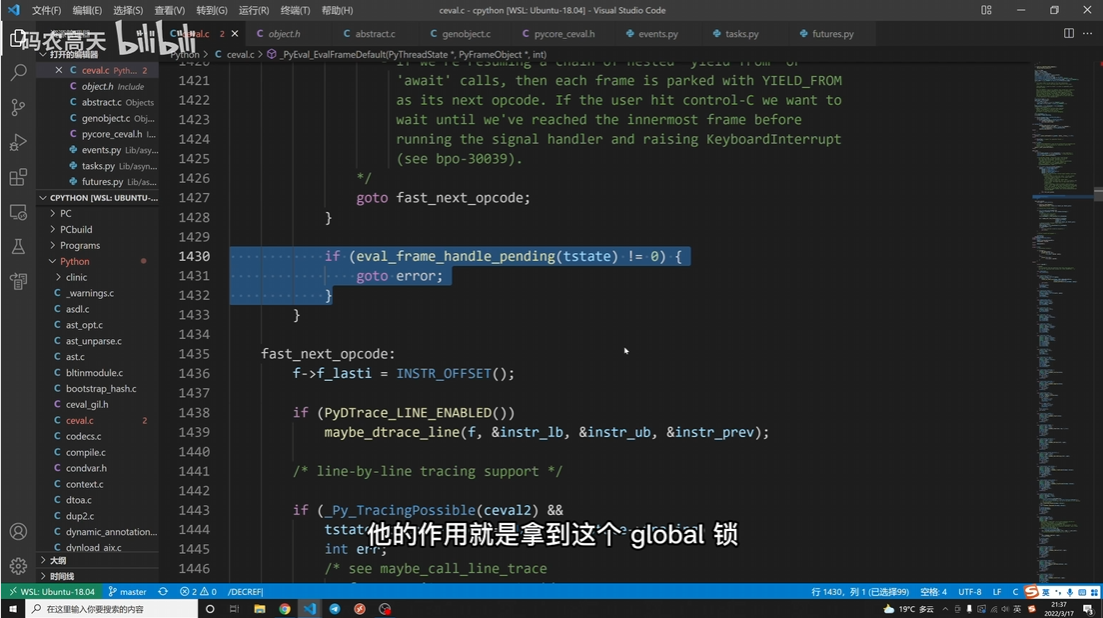 文件(F) 编辑(E) 选择(S) 查看(V) 转到(G) 运行(R) 终端(T) 帮助(H) ceval.c - cpython [WSL: Ubuntu-18.04] - Visual Studio Code
码农高天 bilibili
ceval.c 2 object.h abstract.c genobject.c pycore_ceval.h events.py tasks.py futures.py
打开的编辑器
Python > ceval.c > _PyEval_EvalFrameDefault(PyThreadState *, PyFrameObject *, int)
ceval.c Pyth... 2
object.h Include
abstract.c Objects
genobject.c Obj...
pycore_ceval.h I...
events.py Lib/asy...
tasks.py Lib/asyn...
futures.py Lib/as...
CPYTHON [WSL: UBUNTU-...
PC
PCbuild
Programs
Python
clinic
_warnings.c
asdl.c
ast_opt.c
ast_unparse.c
ast.c
bltinmodule.c
bootstrap_hash.c
ceval_gil.h
ceval.c 2
codecs.c
compile.c
condvar.h
context.c
dtoa.c
dup2.c
dynamic_annotation...
dynload_aix.c
大纲
时间线
1420 If we're resuming a chain of nested 'yield from' or
1421 'await' calls, then each frame is parked with YIELD_FROM
1422 as its next opcode. If the user hit control-C we want to
1423 wait until we've reached the innermost frame before
1424 running the signal handler and raising KeyboardInterrupt
1425 (see bpo-30039).
1426 */
1427 goto fast_next_opcode;
1428 }
1429
1430 if (eval_frame_handle_pending(tstate) != 0) {
1431 goto error;
1432 }
1433 }
1434
1435 fast_next_opcode:
1436 f->f_lasti = INSTR_OFFSET();
1437
1438 if (PyDTrace_LINE_ENABLED())
1439 maybe_dtrace_line(f, &instr_lb, &instr_ub, &instr_prev);
1440
1441 /* line-by-line tracing support */
1442
1443 if (_Py_TracingPossible(ceval2) &&
1444 tstat
1445 int err;
1446 /* see maybe_call_line_trace
他的作用就是拿到这个 global 锁
WSL: Ubuntu-18.04 master 2 0 /DECREF| 行 1430，列 1 (已选择99) 空格: 4 UTF-8 LF C
在这里输入你要搜索的内容 19°C 多云 英 21:37
2022/3/17